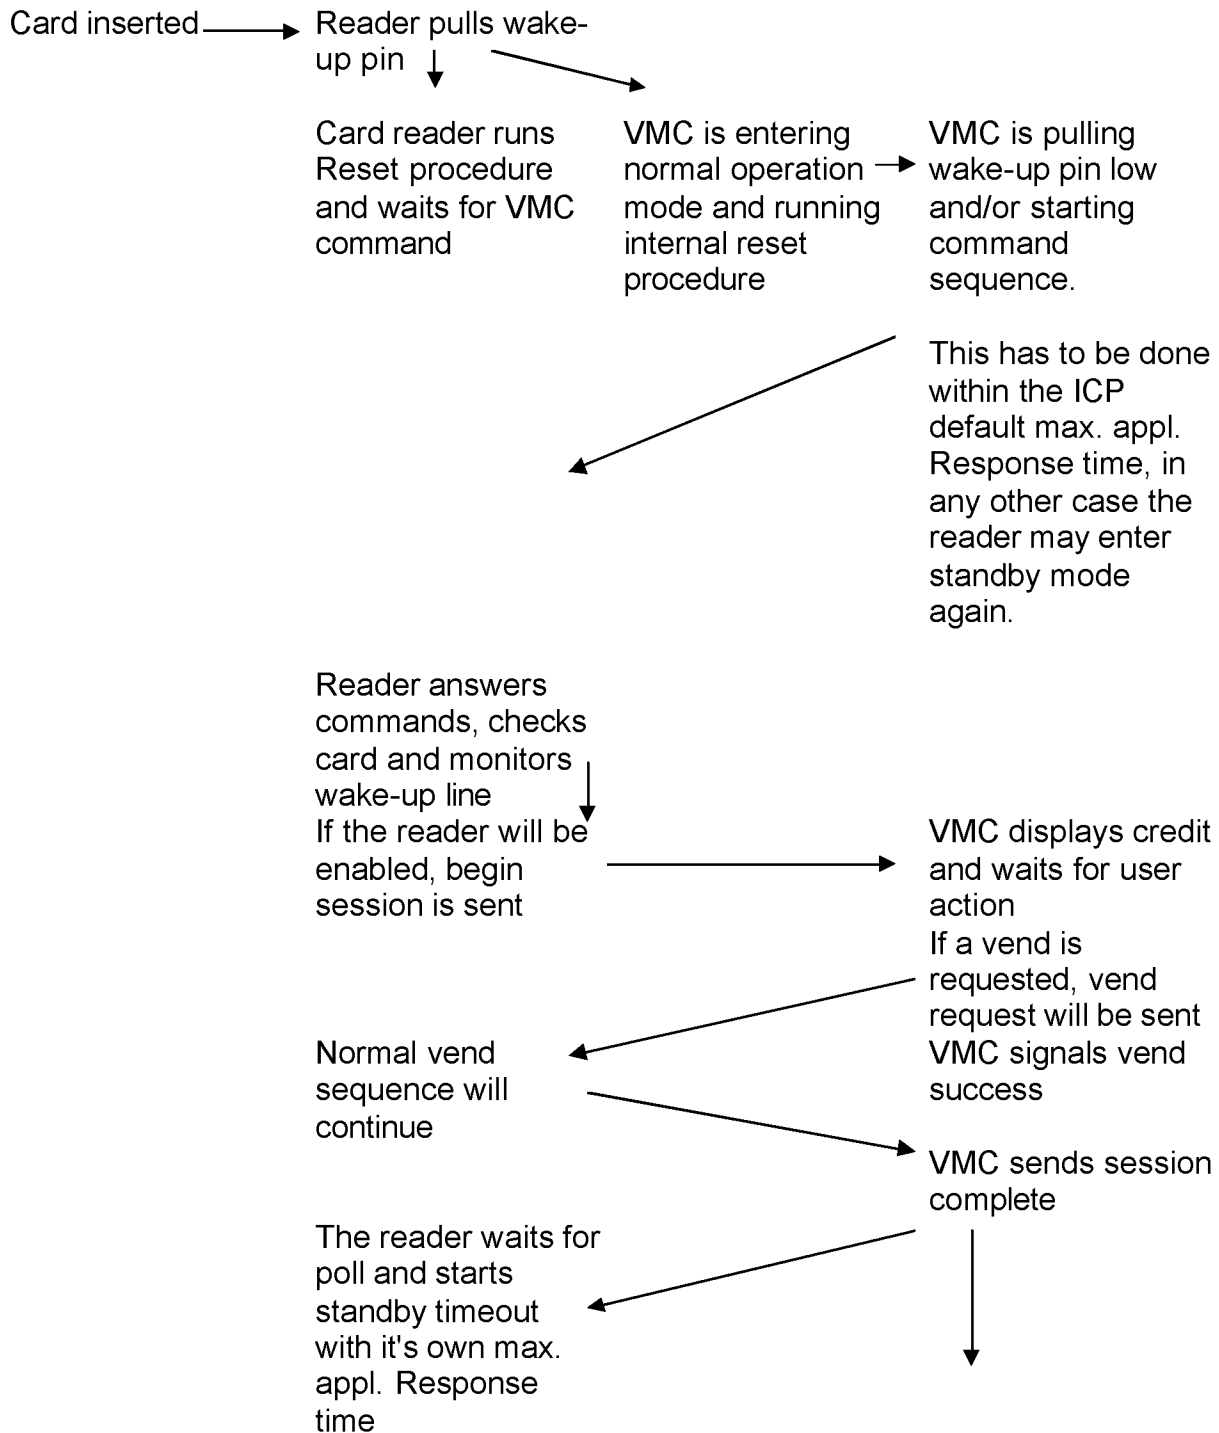 Card inserted
Reader pulls wake-
up pin
Card reader runs
Reset procedure
and waits for VMC
command
VMC is entering
normal operation
mode and running
internal reset
procedure
VMC is pulling
wake-up pin low
and/or starting
command
sequence.
This has to be done
within the ICP
default max. appl.
Response time, in
any other case the
reader may enter
standby mode
again.
Reader answers
commands, checks
card and monitors
wake-up line
If the reader will be
enabled, begin
session is sent
VMC displays credit
and waits for user
action
If a vend is
requested, vend
request will be sent
Normal vend
sequence will
continue
VMC signals vend
success
VMC sends session
complete
The reader waits for
poll and starts
standby timeout
with it's own max.
appl. Response
time